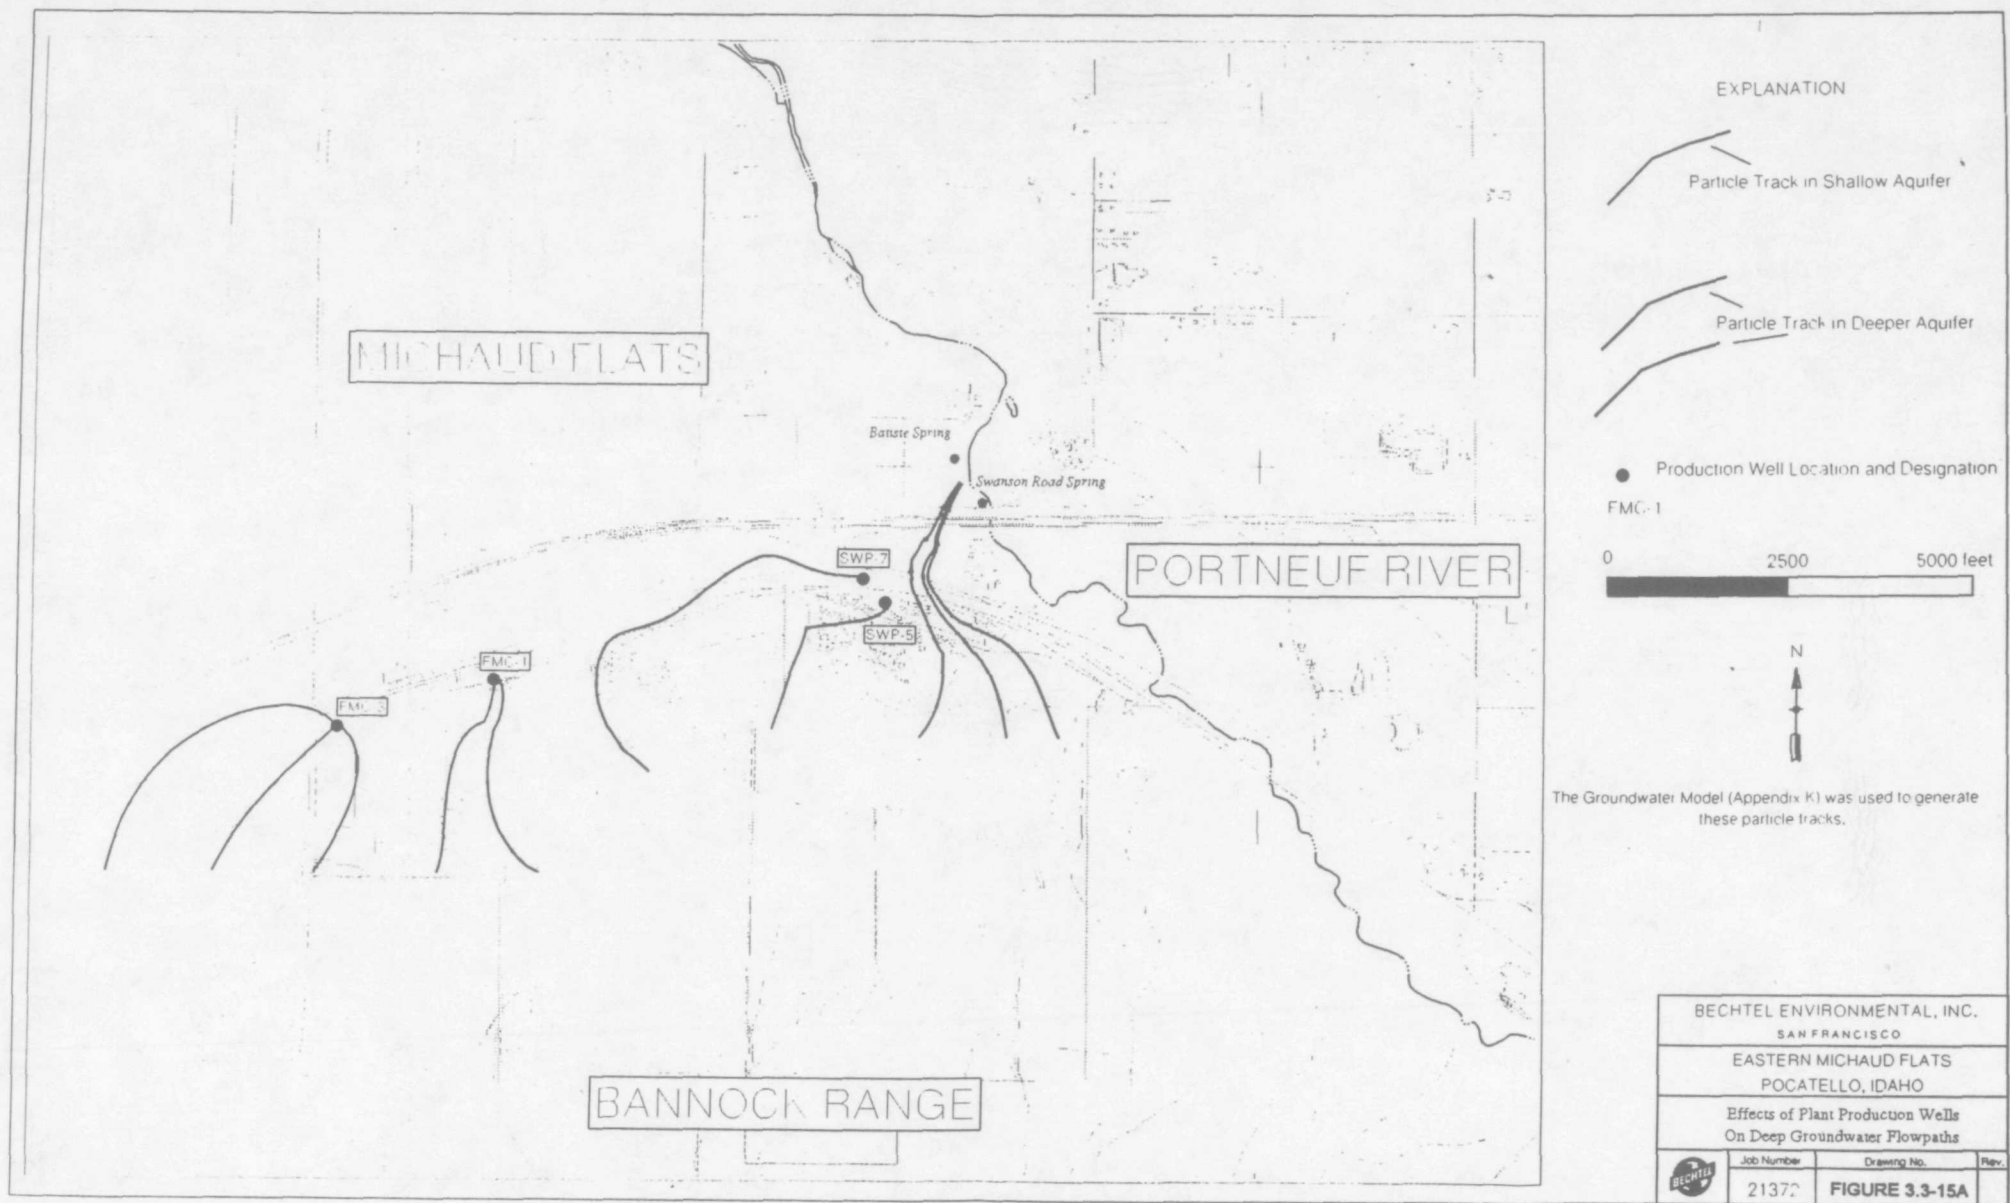 MICHAUD FLATS
Batiste Spring
Swanson Road Spring
SWP-7
PORTNEUF RIVER
SWP-5
FMC-1
FMC-3
BANNOCK RANGE
EXPLANATION
Particle Track in Shallow Aquifer
Particle Track in Deeper Aquifer
Production Well Location and Designation
FMC-1
0 2500 5000 feet
N
The Groundwater Model (Appendix K) was used to generate
these particle tracks.
BECHTEL ENVIRONMENTAL, INC.
SAN FRANCISCO
EASTERN MICHAUD FLATS
POCATELLO, IDAHO
Effects of Plant Production Wells
On Deep Groundwater Flowpaths
BECHTEL
Job Number Drawing No. Rev.
21372 FIGURE 3.3-15A